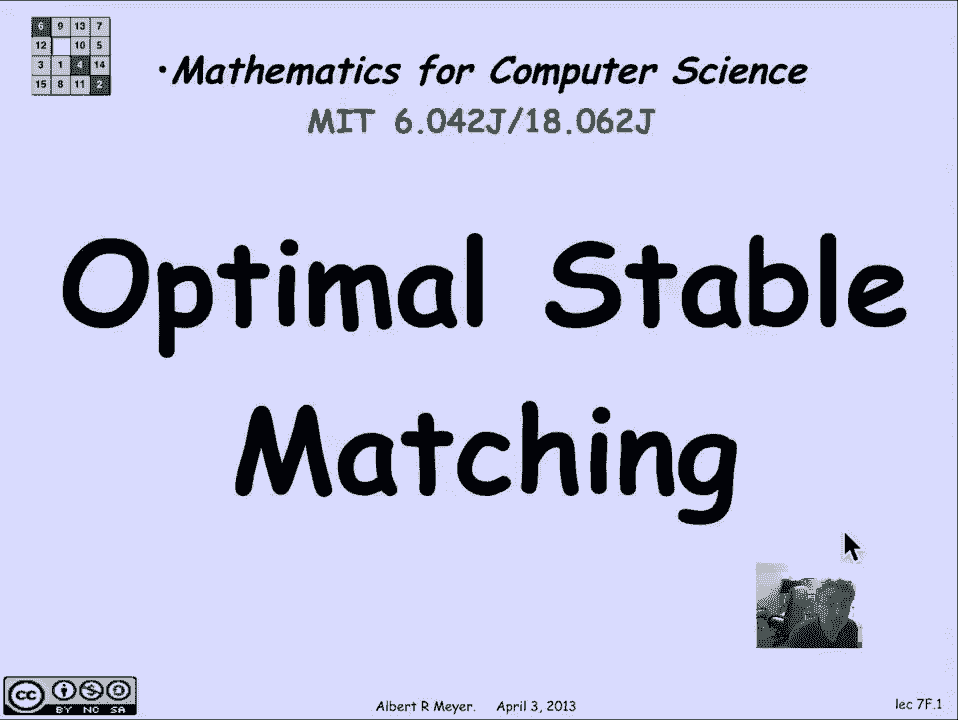 6 9 13 7
12 10 5
3 1 4 14
15 8 11 2
•Mathematics for Computer Science
MIT 6.042J/18.062J
Optimal Stable
Matching
cc BY NC SA
Albert R Meyer. April 3, 2013
lec 7F.1